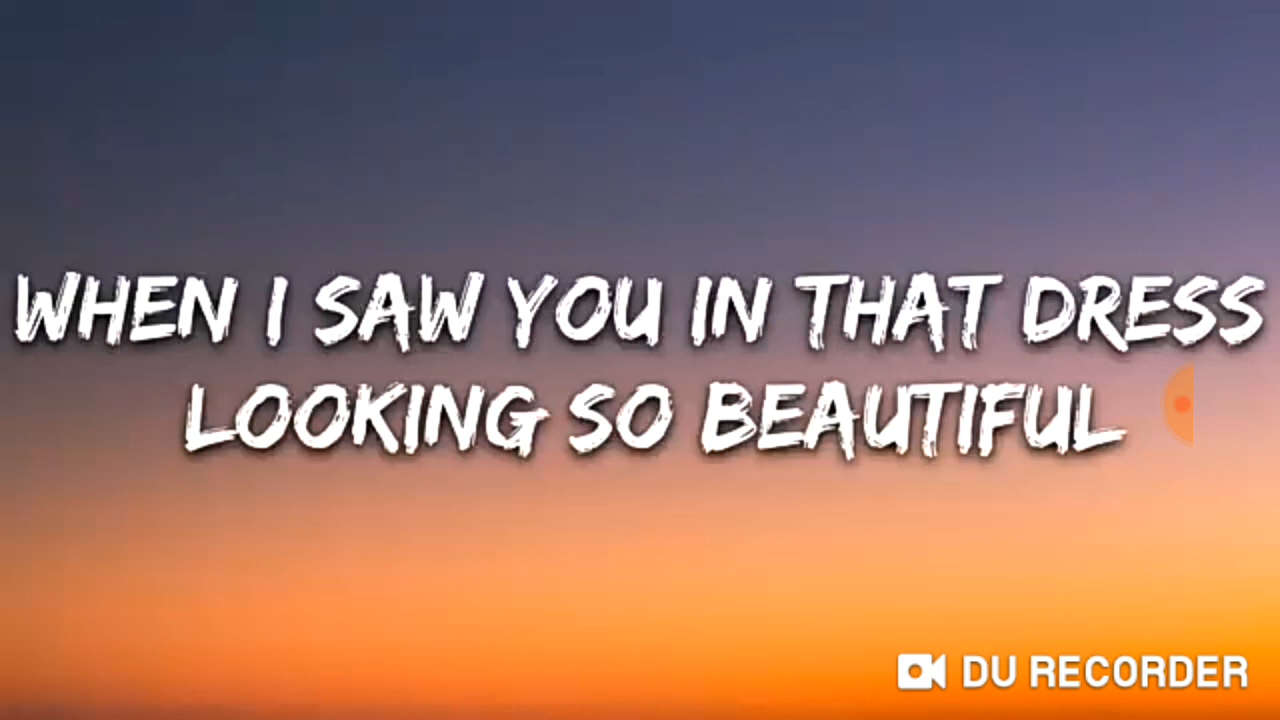 WHEN I SAW YOU IN THAT DRESS
LOOKING SO BEAUTIFUL
DU RECORDER